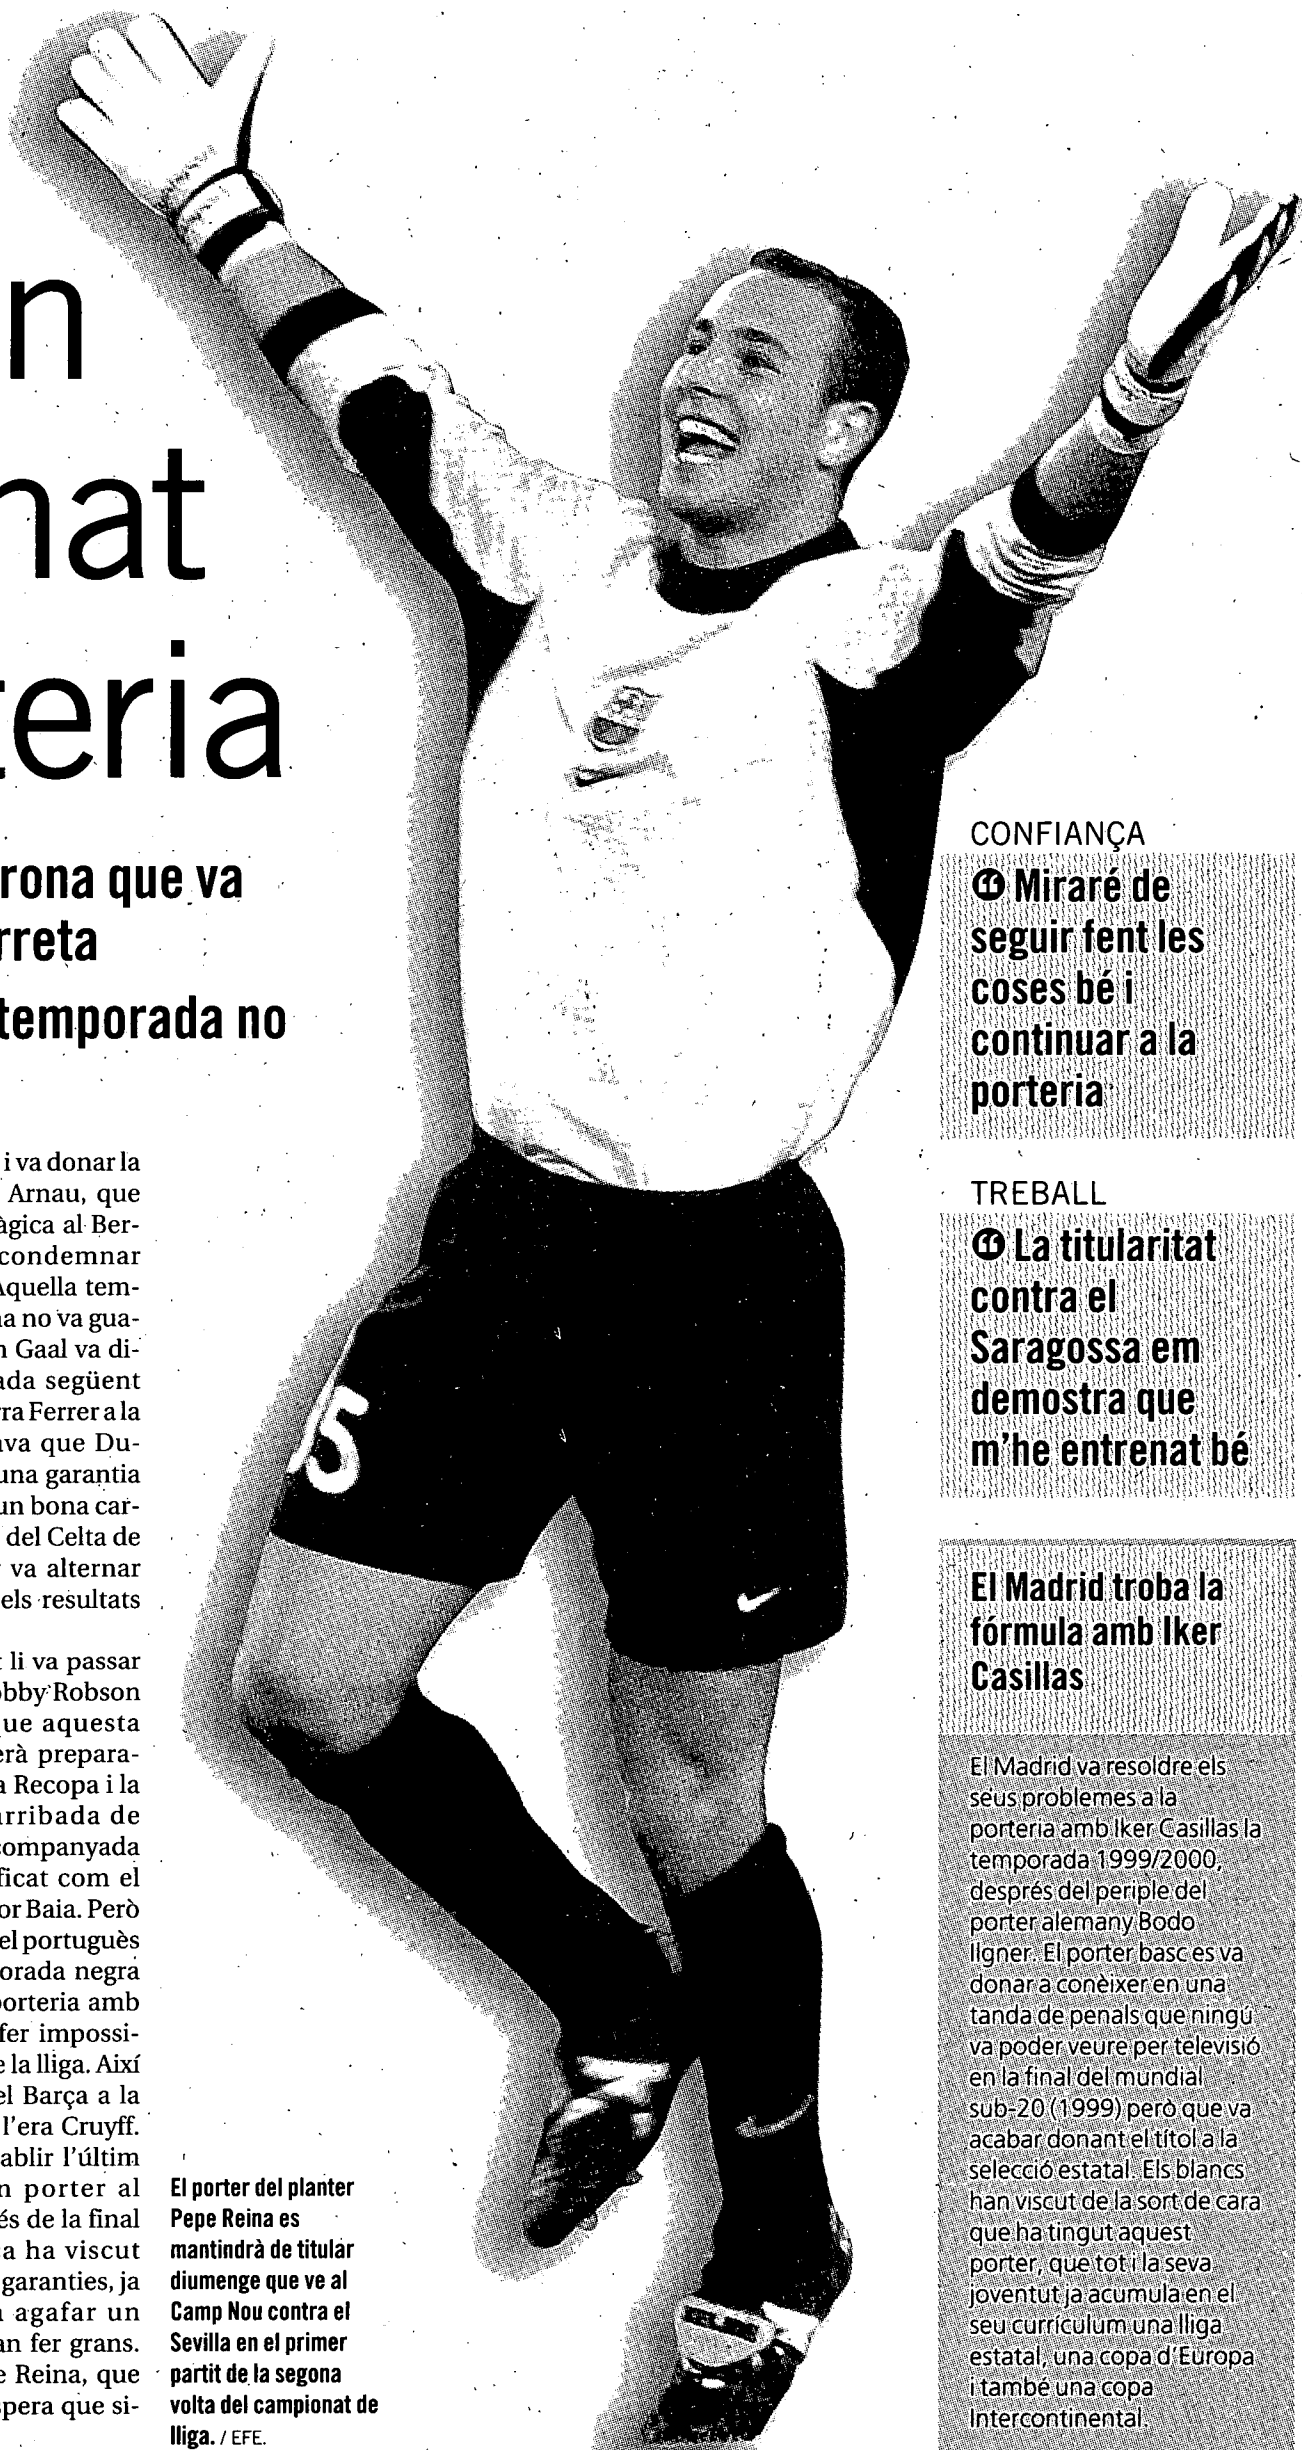 n
nat
teria
rona que va
rreta
temporada no
i va donar la
Arnau, que
àgica al Ber-
condemnar
Aquella tem-
na no va gua-
n Gaal va di-
ada següent
rra Ferrer a la
ava que Du-
una garantia
un bona car-
del Celta de
va alternar
els resultats
t li va passar
obby Robson
que aquesta
erà prepara-
a Recopa i la
arribada de
companyada
ficat com el
or Baia. Però
el portuguès
orada negra
porteria amb
fer impossi-
e la lliga. Així
el Barça a la
l'era Cruyff.
ablir l'últim
n porter al
és de la final
ça ha viscut
garanties, ja
a agafar un
an fer grans.
e Reina, que
spera que si-
El porter del planter
Pepe Reina es
mantindrà de titular
diumenge que ve al
Camp Nou contra el
Sevilla en el primer
partit de la segona
volta del campionat de
lliga. / EFE.
CONFIANÇA
Miraré de
seguir fent les
coses bé i
continuar a la
porteria
TREBALL
La titularitat
contra el
Saragossa em
demostra que
m'he entrenat bé
El Madrid troba la
fórmula amb Iker
Casillas
El Madrid va resoldre els
seus problemes a la
porteria amb Iker Casillas la
temporada 1999/2000,
després del periple del
porter alemany Bodo
Ilgner. El porter basc es va
donar a conèixer en una
tanda de penals que ningú
va poder veure per televisió
en la final del mundial
sub-20 (1999) però que va
acabar donant el títol a la
selecció estatal. Els blancs
han viscut de la sort de cara
que ha tingut aquest
porter, que tot i la seva
joventut ja acumula en el
seu currículum una lliga
estatal, una copa d'Europa
i també una copa
Intercontinental.